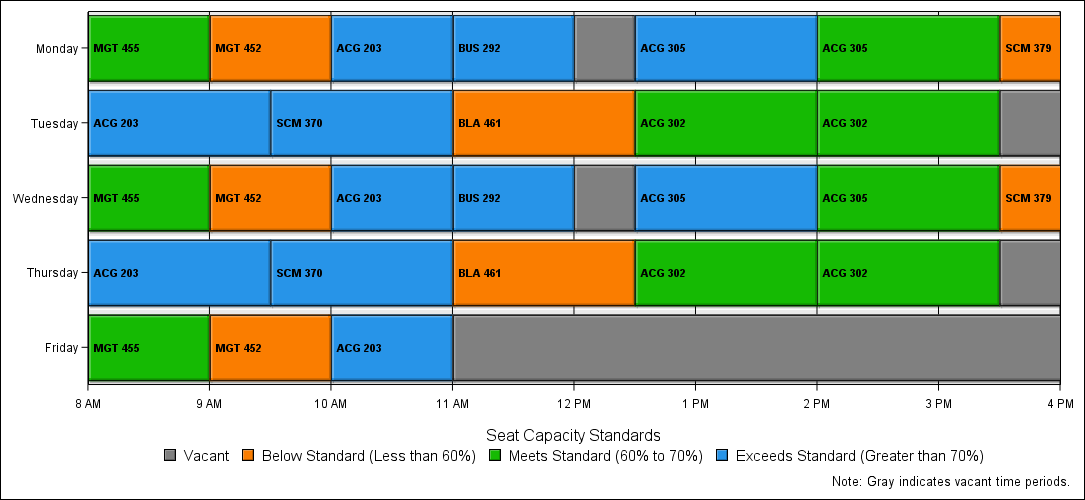 Monday MGT 455 MGT 452 ACG 203 BUS 292 ACG 305 ACG 305 SCM 379
Tuesday ACG 203 SCM 370 BLA 461 ACG 302 ACG 302
Wednesday MGT 455 MGT 452 ACG 203 BUS 292 ACG 305 ACG 305 SCM 379
Thursday ACG 203 SCM 370 BLA 461 ACG 302 ACG 302
Friday MGT 455 MGT 452 ACG 203
8 AM 9 AM 10 AM 11 AM 12 PM 1 PM 2 PM 3 PM 4 PM
Seat Capacity Standards
Vacant Below Standard (Less than 60%) Meets Standard (60% to 70%) Exceeds Standard (Greater than 70%)
Note: Gray indicates vacant time periods.